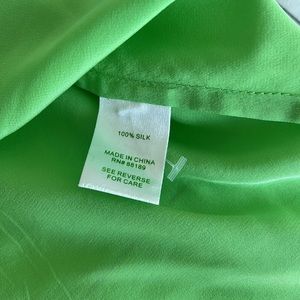 100% SILK
MADE IN CHINA
RN# 88189
SEE REVERSE
FOR CARE